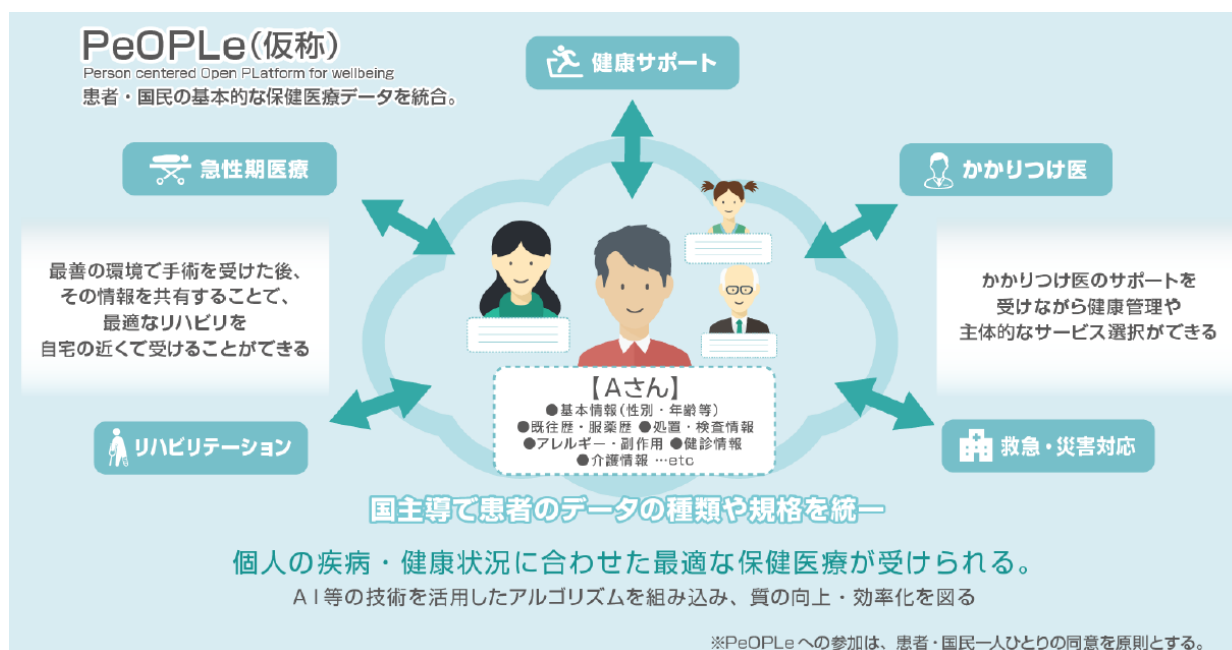 PeOPLe(仮称)
Person centered Open PLatform for wellbeing
患者・国民の基本的な保健医療データを統合。
健康サポート
急性期医療
かかりつけ医
最善の環境で手術を受けた後、
その情報を共有することで、
最適なリハビリを
自宅の近くで受けることができる
かかりつけ医のサポートを
受けながら健康管理や
主体的なサービス選択ができる
【Aさん】
●基本情報(性別・年齢等)
●既往歴・服薬歴 ●処置・検査情報
●アレルギー・副作用 ●健診情報
●介護情報 …etc
リハビリテーション
救急・災害対応
国主導で患者のデータの種類や規格を統一
個人の疾病・健康状況に合わせた最適な保健医療が受けられる。
AI等の技術を活用したアルゴリズムを組み込み、質の向上・効率化を図る
※PeOPLeへの参加は、患者・国民一人ひとりの同意を原則とする。